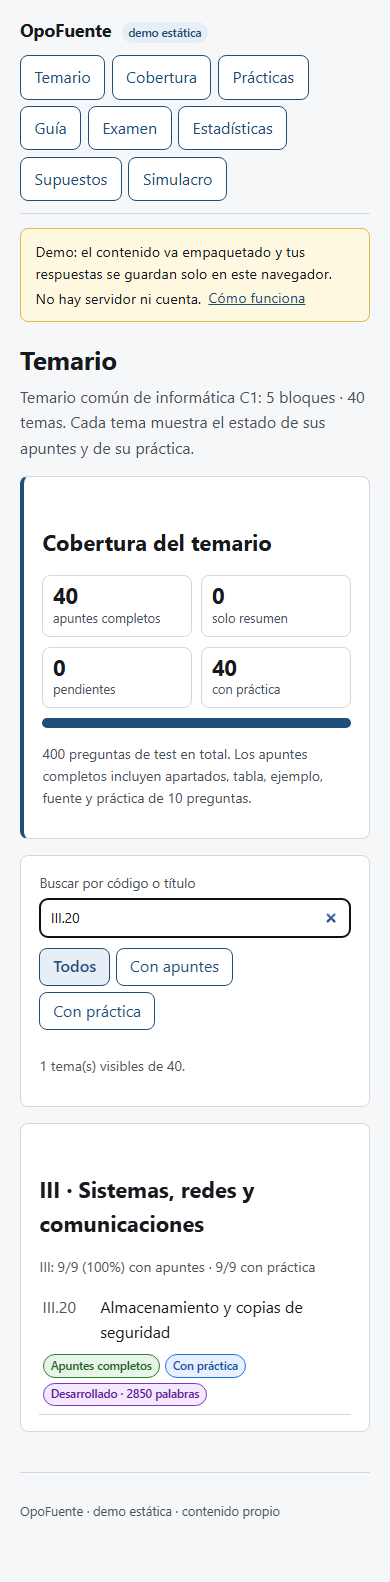 OpoFuente demo estática
Temario Cobertura Prácticas
Guía Examen Estadísticas
Supuestos Simulacro
Demo: el contenido va empaquetado y tus
respuestas se guardan solo en este navegador.
No hay servidor ni cuenta. Cómo funciona
Temario
Temario común de informática C1: 5 bloques · 40
temas. Cada tema muestra el estado de sus
apuntes y de su práctica.
Cobertura del temario
40 0
apuntes completos solo resumen
0 40
pendientes con práctica
400 preguntas de test en total. Los apuntes
completos incluyen apartados, tabla, ejemplo,
fuente y práctica de 10 preguntas.
Buscar por código o título
III.20
Todos Con apuntes
Con práctica
1 tema(s) visibles de 40.
III · Sistemas, redes y
comunicaciones
III: 9/9 (100%) con apuntes · 9/9 con práctica
III.20 Almacenamiento y copias de
seguridad
Apuntes completos Con práctica
Desarrollado · 2850 palabras
OpoFuente · demo estática · contenido propio